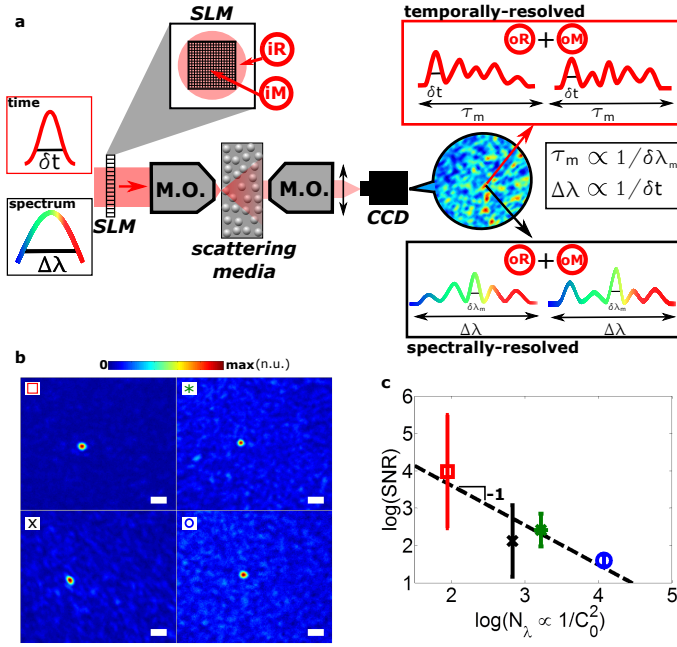 a
SLM
iR
iM
time
δt
spectrum
Δλ
SLM
M.O.
scattering
media
M.O.
CCD
temporally-resolved
oR + oM
δt
δt
τm
τm
τm ∝ 1/δλm
Δλ ∝ 1/δt
oR + oM
δλm
δλm
Δλ
Δλ
spectrally-resolved
b
0 max(n.u.)
x
c
log(SNR)
6
5
4
3
2
1
-1
2 3 4 5
log(Nλ ∝ 1/C₀²)